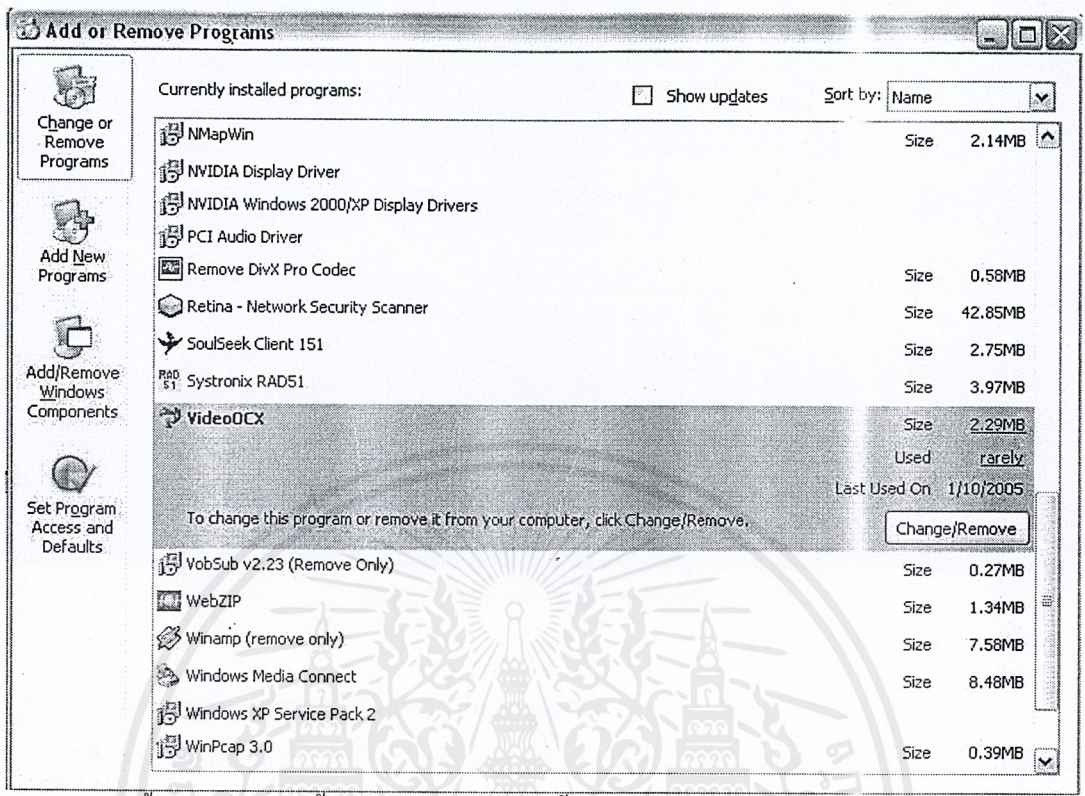 Add or Remove Programs
Change or
Remove
Programs
Add New
Programs
Add/Remove
Windows
Components
Set Program
Access and
Defaults
Currently installed programs:
Show updates
Sort by: Name
NMapWin Size 2.14MB
NVIDIA Display Driver
NVIDIA Windows 2000/XP Display Drivers
PCI Audio Driver
Remove DivX Pro Codec Size 0.58MB
Retina - Network Security Scanner Size 42.85MB
SoulSeek Client 151 Size 2.75MB
RAD 51 Systronix RAD51 Size 3.97MB
VideoOCX Size 2.29MB
Used rarely
Last Used On 1/10/2005
To change this program or remove it from your computer, click Change/Remove.
Change/Remove
VobSub v2.23 (Remove Only) Size 0.27MB
WebZIP Size 1.34MB
Winamp (remove only) Size 7.58MB
Windows Media Connect Size 8.48MB
Windows XP Service Pack 2
WinPcap 3.0 Size 0.39MB